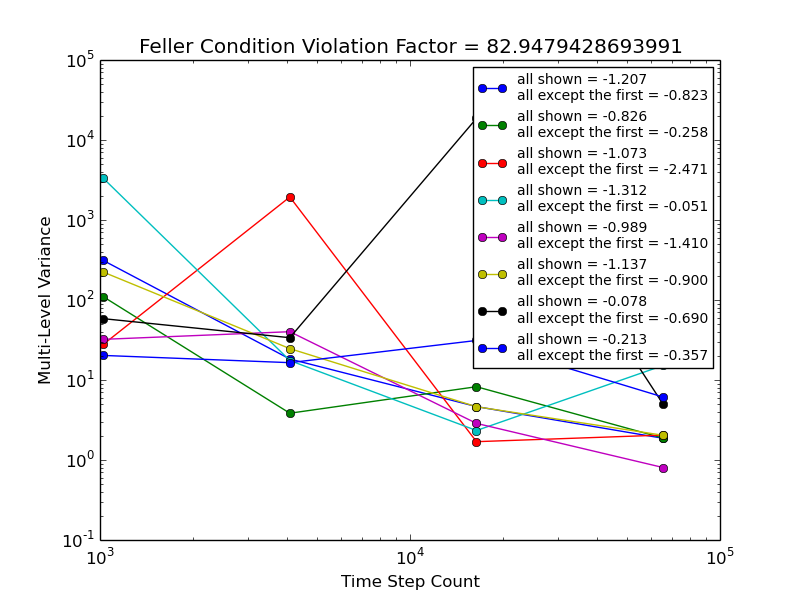 Feller Condition Violation Factor = 82.9479428693991
all shown = -1.207
all except the first = -0.823
all shown = -0.826
all except the first = -0.258
all shown = -1.073
all except the first = -2.471
all shown = -1.312
all except the first = -0.051
all shown = -0.989
all except the first = -1.410
all shown = -1.137
all except the first = -0.900
all shown = -0.078
all except the first = -0.690
all shown = -0.213
all except the first = -0.357
Multi-Level Variance
10^5
10^4
10^3
10^2
10^1
10^0
10^-1
10^3
10^4
10^5
Time Step Count